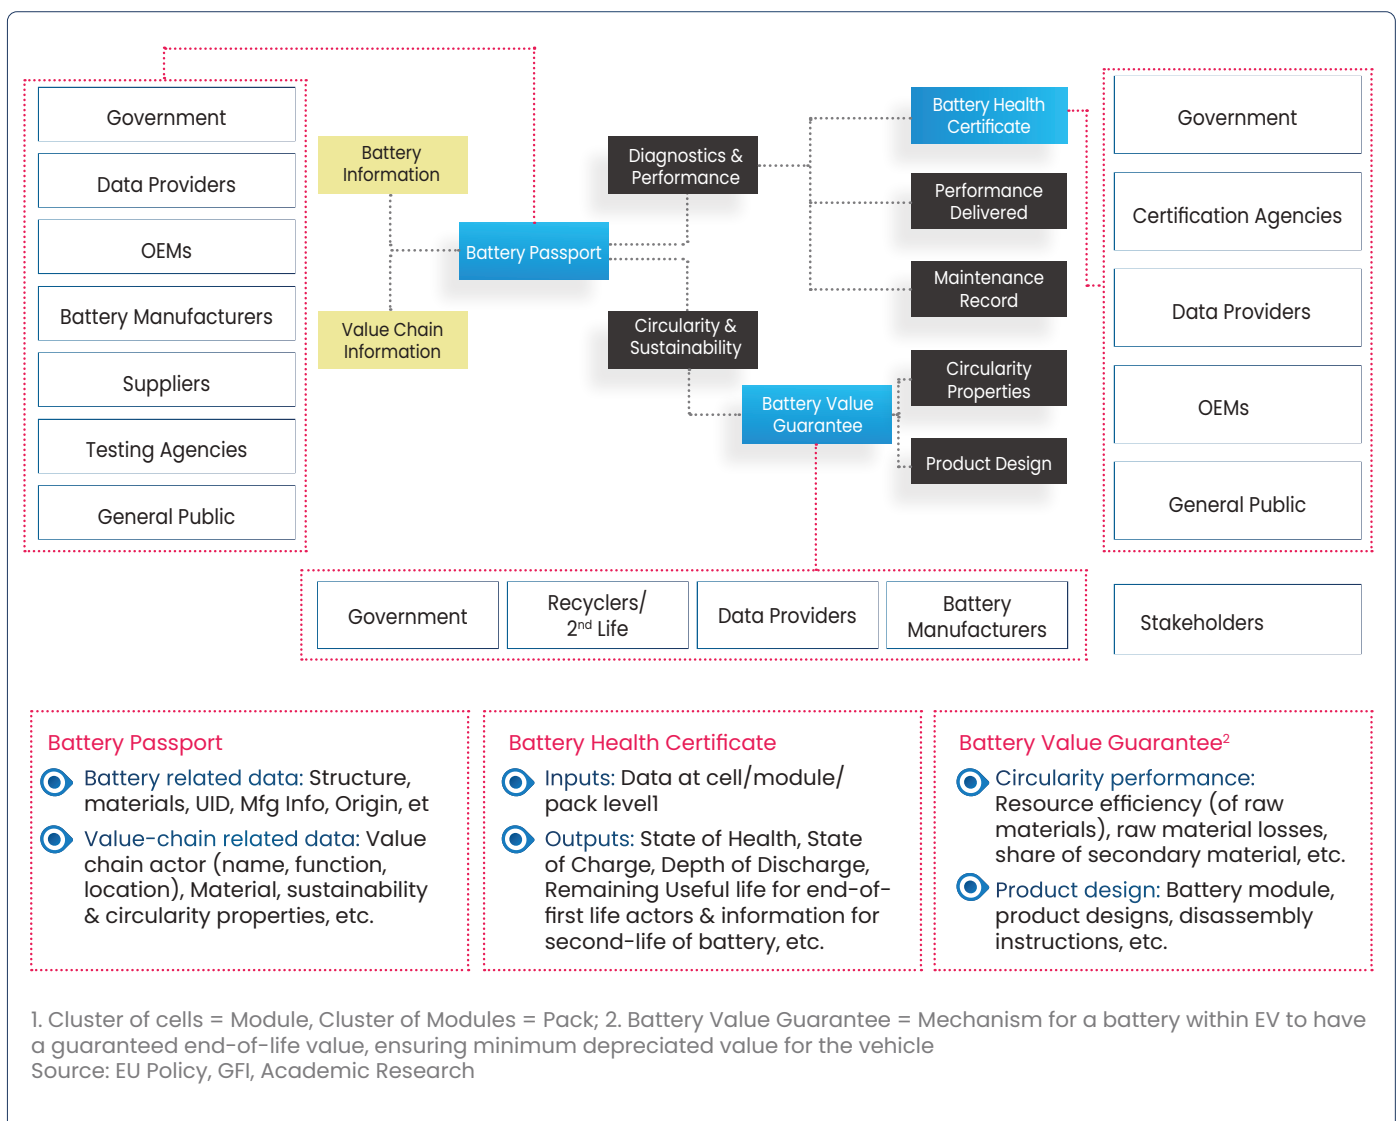 Government
Data Providers
OEMs
Battery Manufacturers
Suppliers
Testing Agencies
General Public
Battery
Information
Value Chain
Information
Battery Passport
Diagnostics &
Performance
Circularity &
Sustainability
Battery Value
Guarantee
Battery Health
Certificate
Performance
Delivered
Maintenance
Record
Circularity
Properties
Product Design
Government
Certification Agencies
Data Providers
OEMs
General Public
Government
Recyclers/
2nd Life
Data Providers
Battery
Manufacturers
Stakeholders
Battery Passport
Battery related data: Structure,
materials, UID, Mfg Info, Origin, et
Value-chain related data: Value
chain actor (name, function,
location), Material, sustainability
& circularity properties, etc.
Battery Health Certificate
Inputs: Data at cell/module/
pack level1
Outputs: State of Health, State
of Charge, Depth of Discharge,
Remaining Useful life for end-of-
first life actors & information for
second-life of battery, etc.
Battery Value Guarantee2
Circularity performance:
Resource efficiency (of raw
materials), raw material losses,
share of secondary material, etc.
Product design: Battery module,
product designs, disassembly
instructions, etc.
1. Cluster of cells = Module, Cluster of Modules = Pack; 2. Battery Value Guarantee = Mechanism for a battery within EV to have
a guaranteed end-of-life value, ensuring minimum depreciated value for the vehicle
Source: EU Policy, GFI, Academic Research